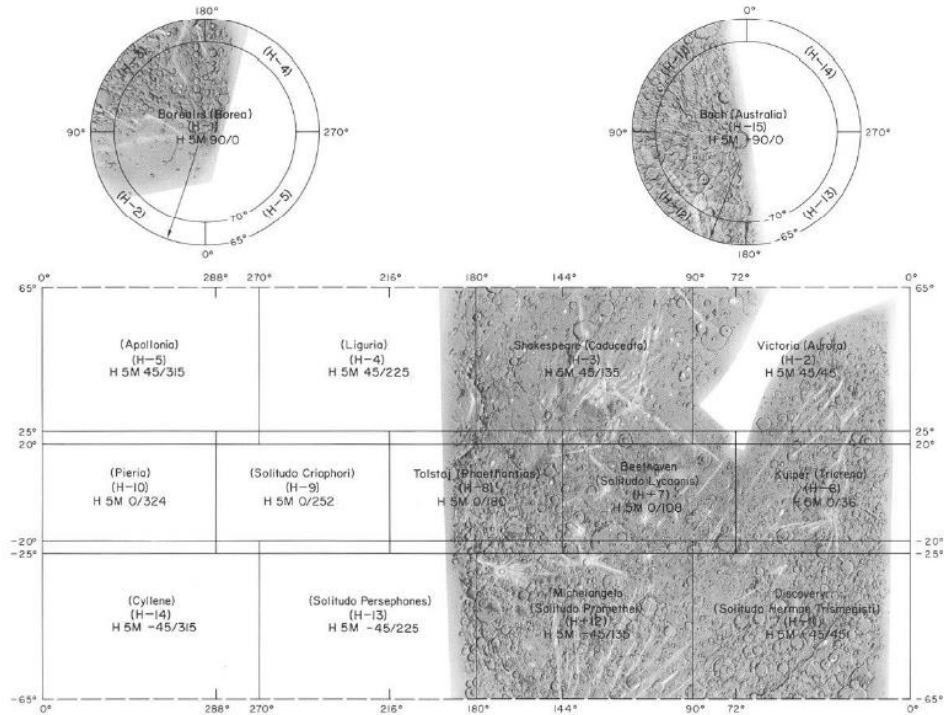 180°
0°
(H-3)
(H-4)
(H-14)
Borealis (Borea)
(H-1)
H 5M 90/0
Bach (Australia)
(H-15)
H 5M -90/0
90°
270°
90°
270°
(H-2)
(H-5)
(H-12)
(H-13)
70°
65°
-70°
-65°
0°
180°
0°
288°
270°
216°
180°
144°
90°
72°
0°
65°
65°
(Apollonia)
(H-5)
H 5M 45/315
(Liguria)
(H-4)
H 5M 45/225
Shakespeare (Caduceata)
(H-3)
H 5M 45/135
Victoria (Aurora)
(H-2)
H 5M 45/45
25°
25°
20°
20°
(Pieria)
(H-10)
H 5M 0/324
(Solitudo Criophori)
(H-9)
H 5M 0/252
Tolstoj (Phaethontias)
(H-8)
H 5M 0/180
Beethoven
(Solitudo Lycaonis)
(H-7)
H 5M 0/108
Kuiper (Tricrena)
(H-6)
H 5M 0/36
-20°
-20°
-25°
-25°
(Cyllene)
(H-14)
H 5M -45/315
(Solitudo Persephones)
(H-13)
H 5M -45/225
Michelangelo
(Solitudo Promethei)
(H-12)
H 5M -45/135
Discovery
(Solitudo Hermae Trismegisti)
(H-11)
-65°
-65°
0°
288°
270°
216°
180°
144°
90°
72°
0°